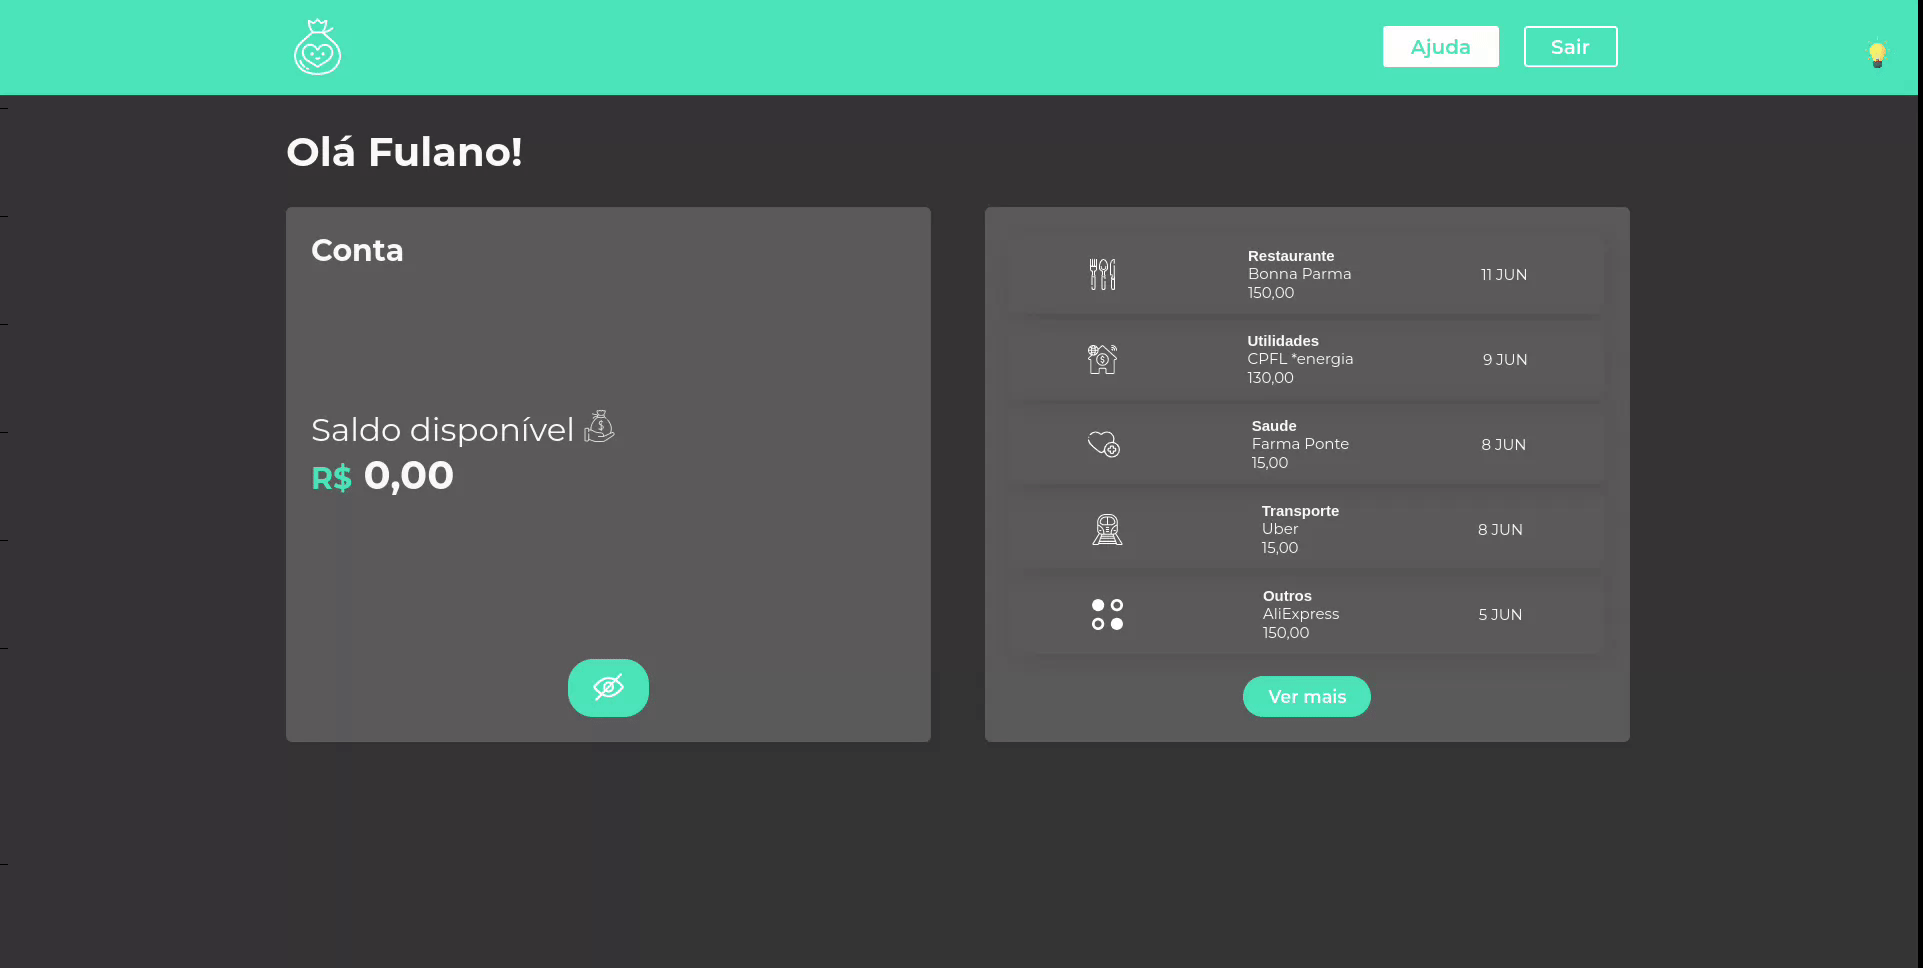 Ajuda
Sair
Olá Fulano!
Conta
Saldo disponível
R$ 0,00
Restaurante
Bonna Parma
150,00
11 JUN
Utilidades
CPFL *energia
130,00
9 JUN
Saude
Farma Ponte
15,00
8 JUN
Transporte
Uber
15,00
8 JUN
Outros
AliExpress
150,00
5 JUN
Ver mais